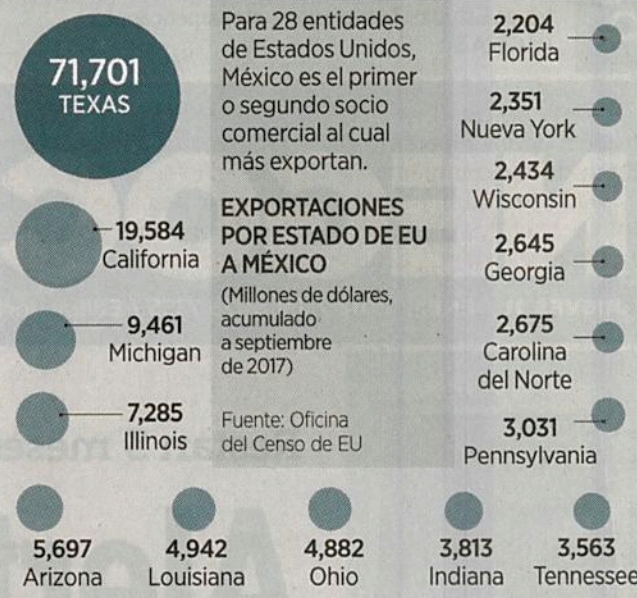 71,701
TEXAS
19,584
California
9,461
Michigan
7,285
Illinois
Para 28 entidades
de Estados Unidos,
México es el primer
o segundo socio
comercial al cual
más exportan.
EXPORTACIONES
POR ESTADO DE EU
A MÉXICO
(Millones de dólares,
acumulado
a septiembre
de 2017)
Fuente: Oficina
del Censo de EU
2,204
Florida
2,351
Nueva York
2,434
Wisconsin
2,645
Georgia
2,675
Carolina
del Norte
3,031
Pennsylvania
5,697
Arizona
4,942
Louisiana
4,882
Ohio
3,813
Indiana
3,563
Tennessee